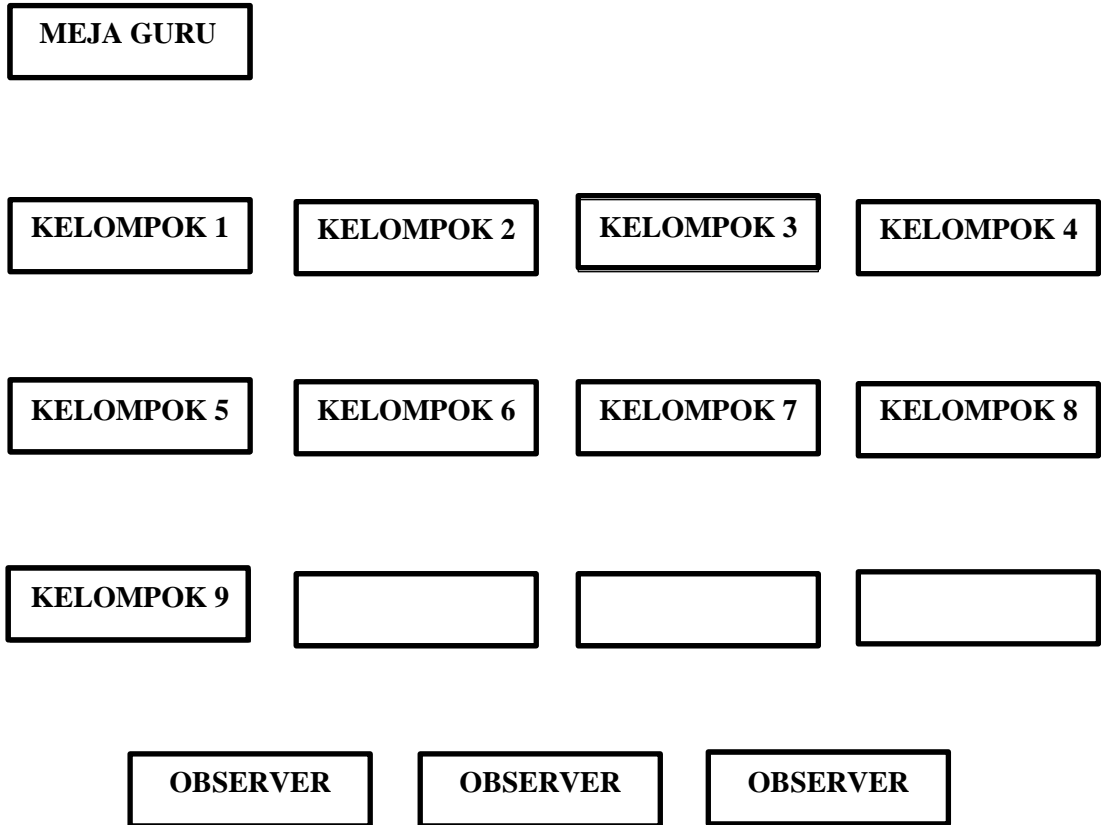 MEJA GURU
KELOMPOK 1
KELOMPOK 2
KELOMPOK 3
KELOMPOK 4
KELOMPOK 5
KELOMPOK 6
KELOMPOK 7
KELOMPOK 8
KELOMPOK 9
OBSERVER
OBSERVER
OBSERVER